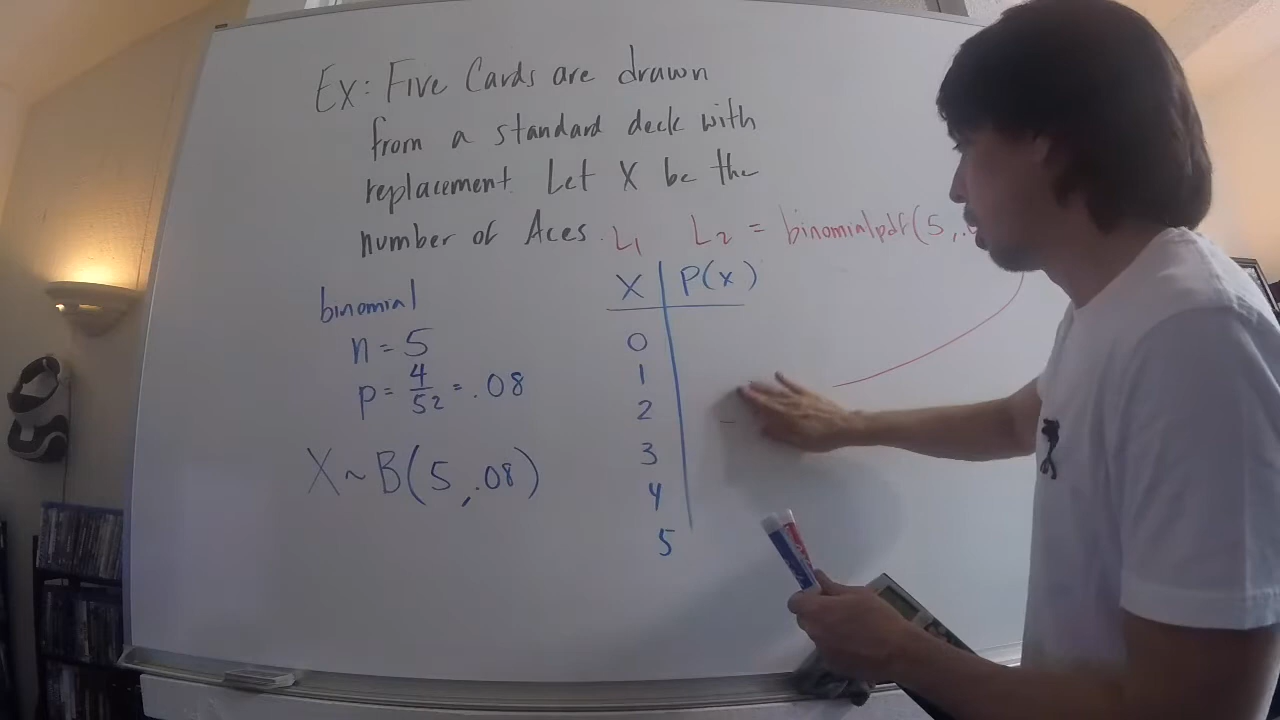 Ex: Five Cards are drawn
from a standard deck with
replacement. Let X be the
number of Aces.
L1 L2 = binomialpdf(5,.0
binomial
n = 5
p = 4/52 = .08
X ~ B(5, .08)
X P(x)
0
1
2
3
4
5